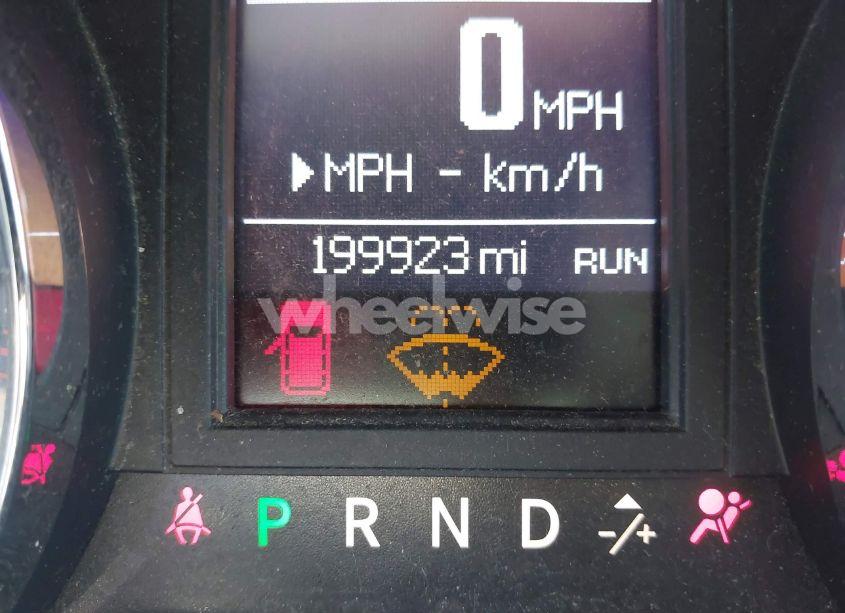 0 MPH
MPH - km/h
199923 mi RUN
wheelwise
P R N D -/+